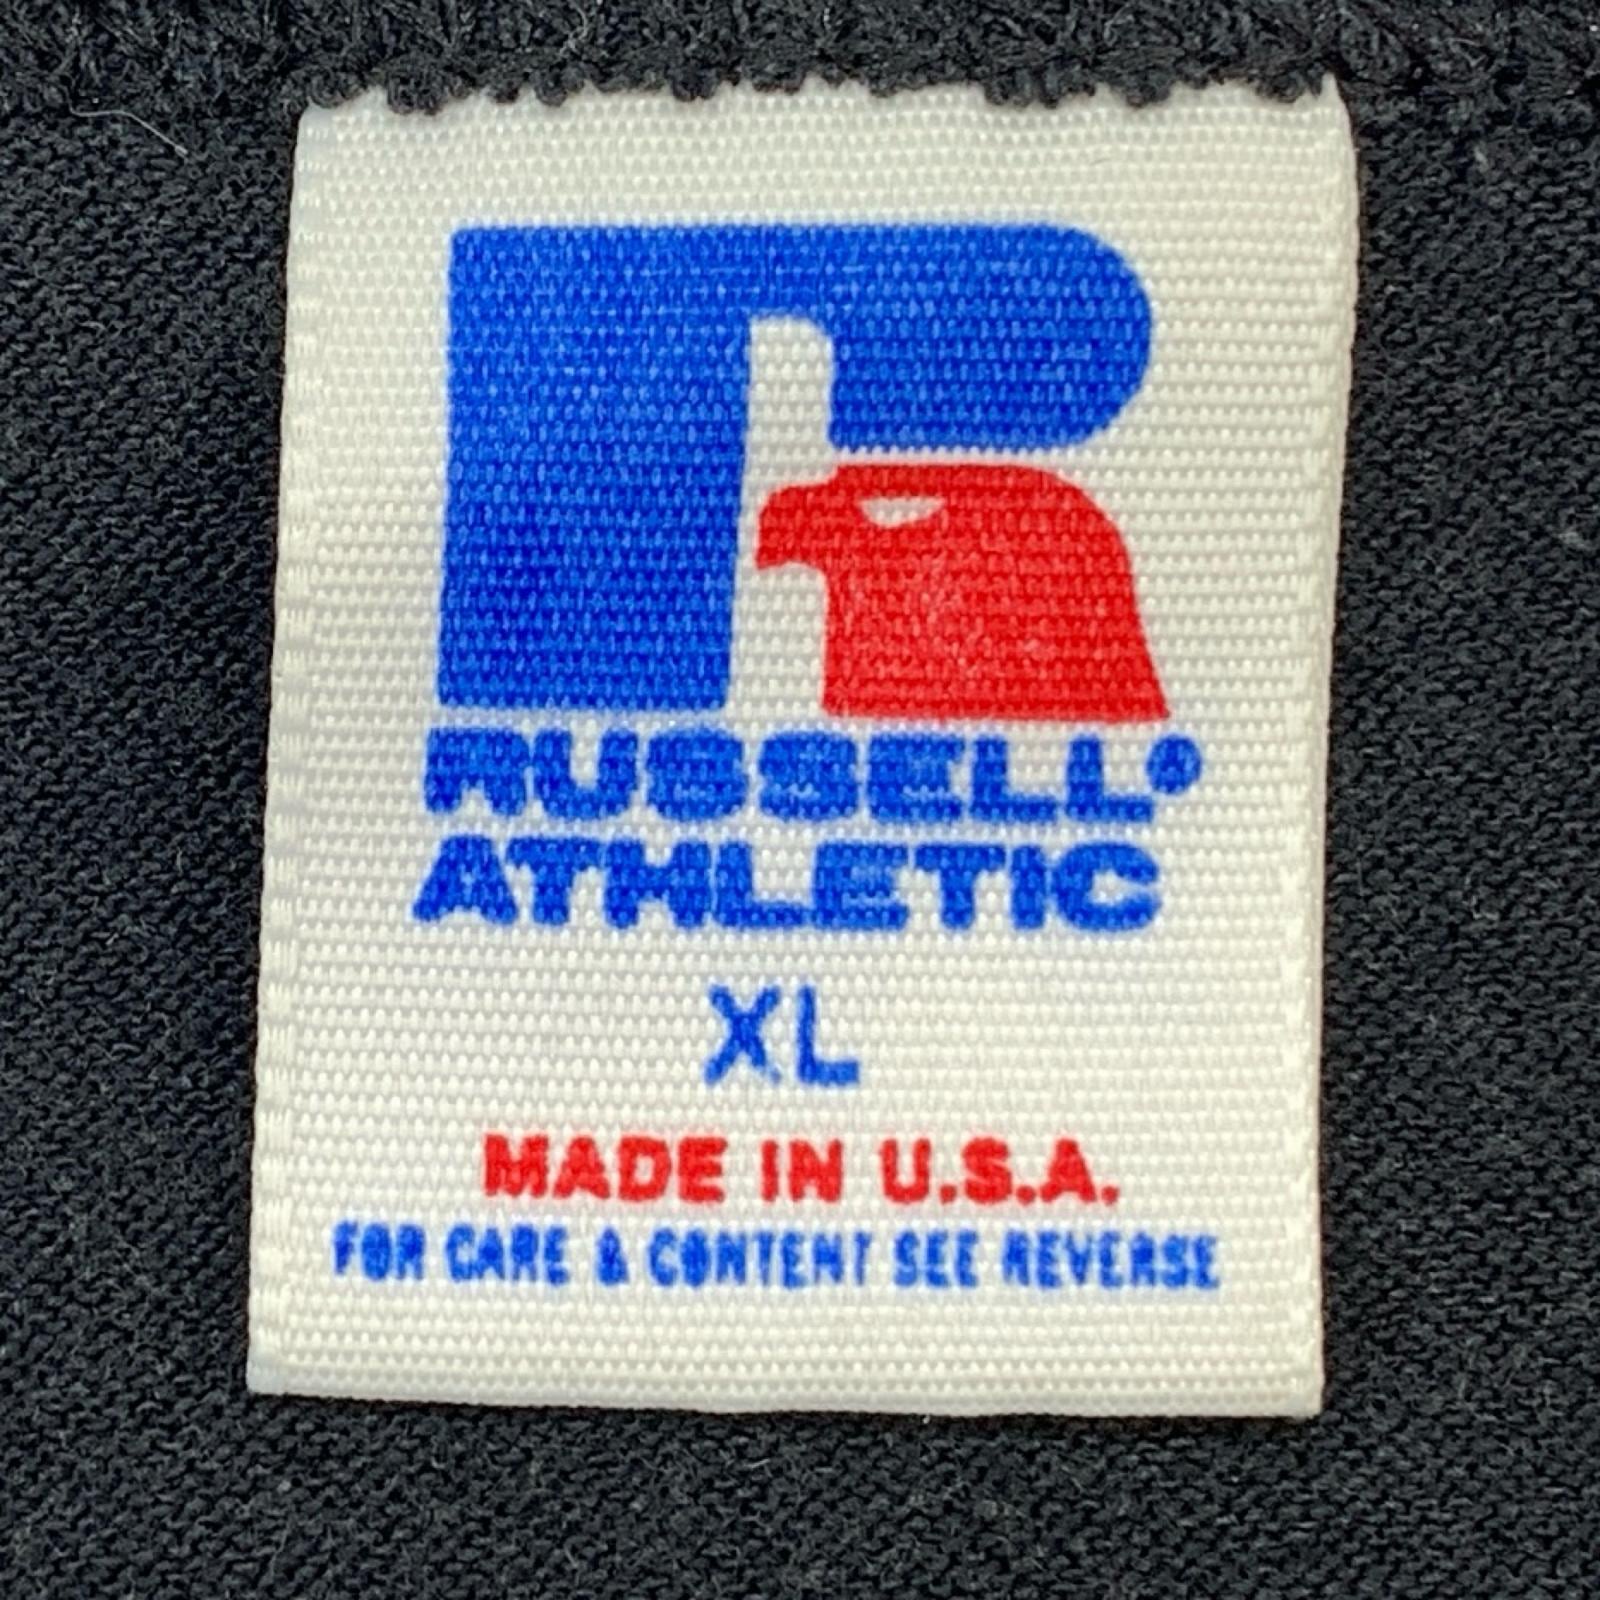 RUSSELL®
ATHLETIC
XL
MADE IN U.S.A.
FOR CARE & CONTENT SEE REVERSE